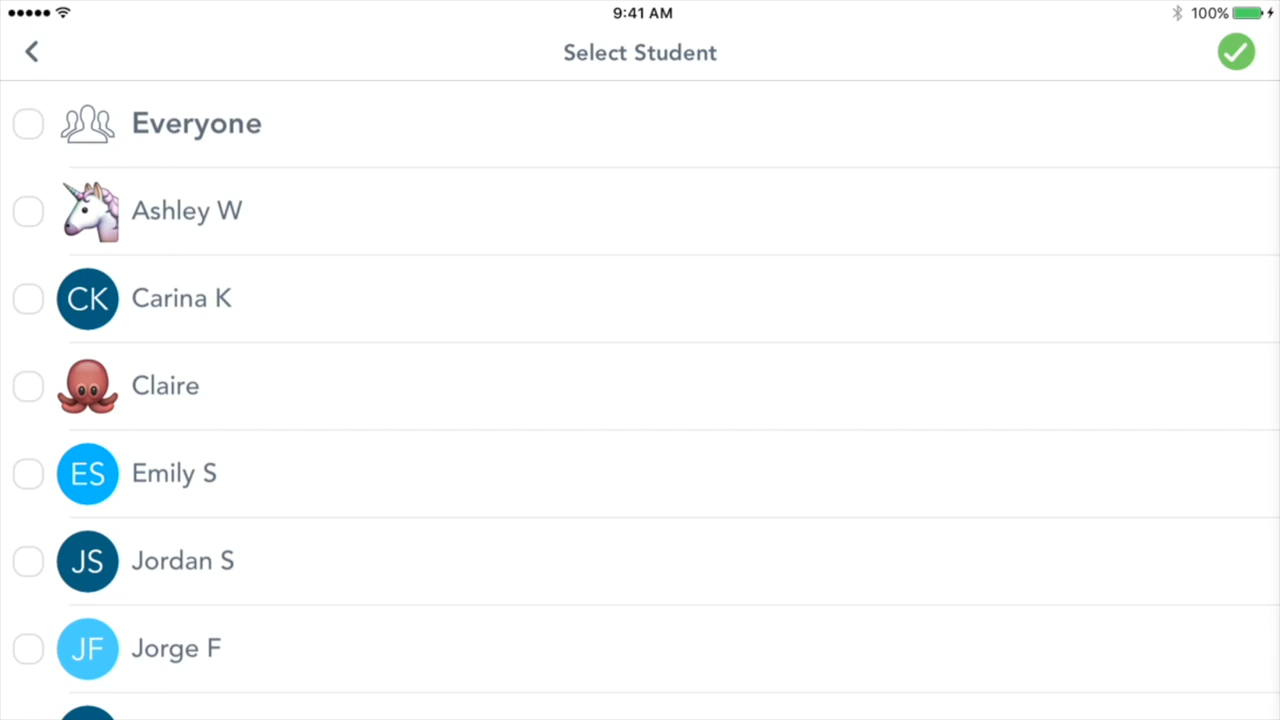 9:41 AM
100%
Select Student
Everyone
Ashley W
CK Carina K
Claire
ES Emily S
JS Jordan S
JF Jorge F